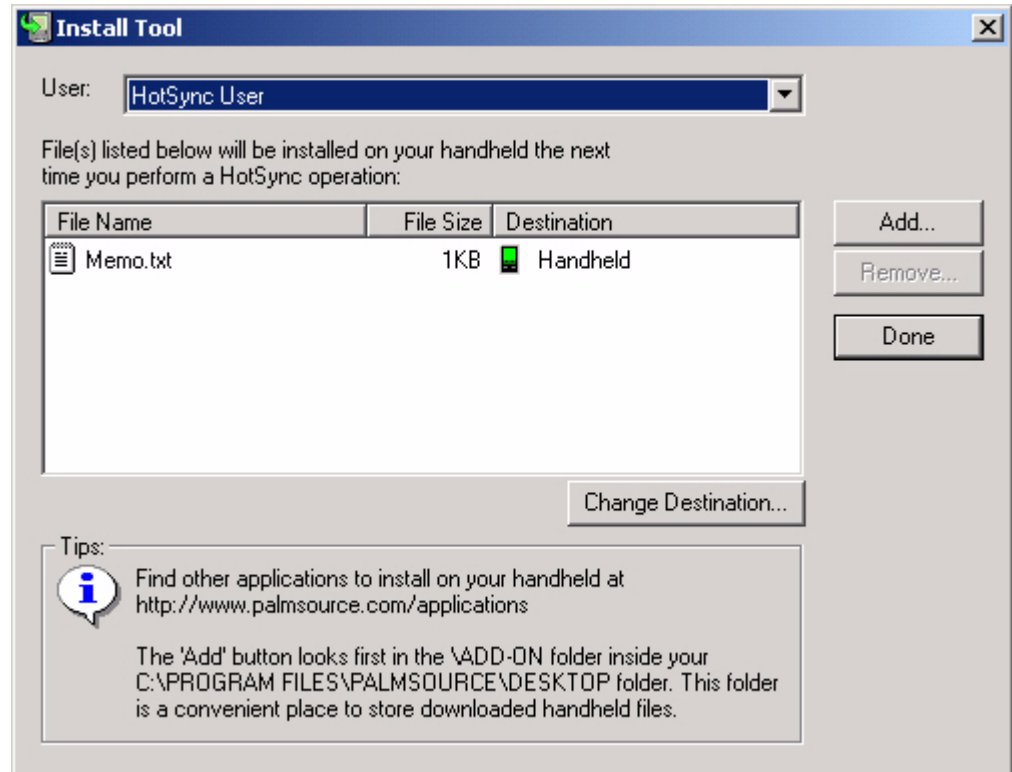 Install Tool
User: HotSync User
File(s) listed below will be installed on your handheld the next
time you perform a HotSync operation:
File Name File Size Destination
Memo.txt 1KB Handheld
Add...
Remove...
Done
Change Destination...
Tips:
Find other applications to install on your handheld at
http://www.palmsource.com/applications
The 'Add' button looks first in the \ADD-ON folder inside your
C:\PROGRAM FILES\PALMSOURCE\DESKTOP folder. This folder
is a convenient place to store downloaded handheld files.